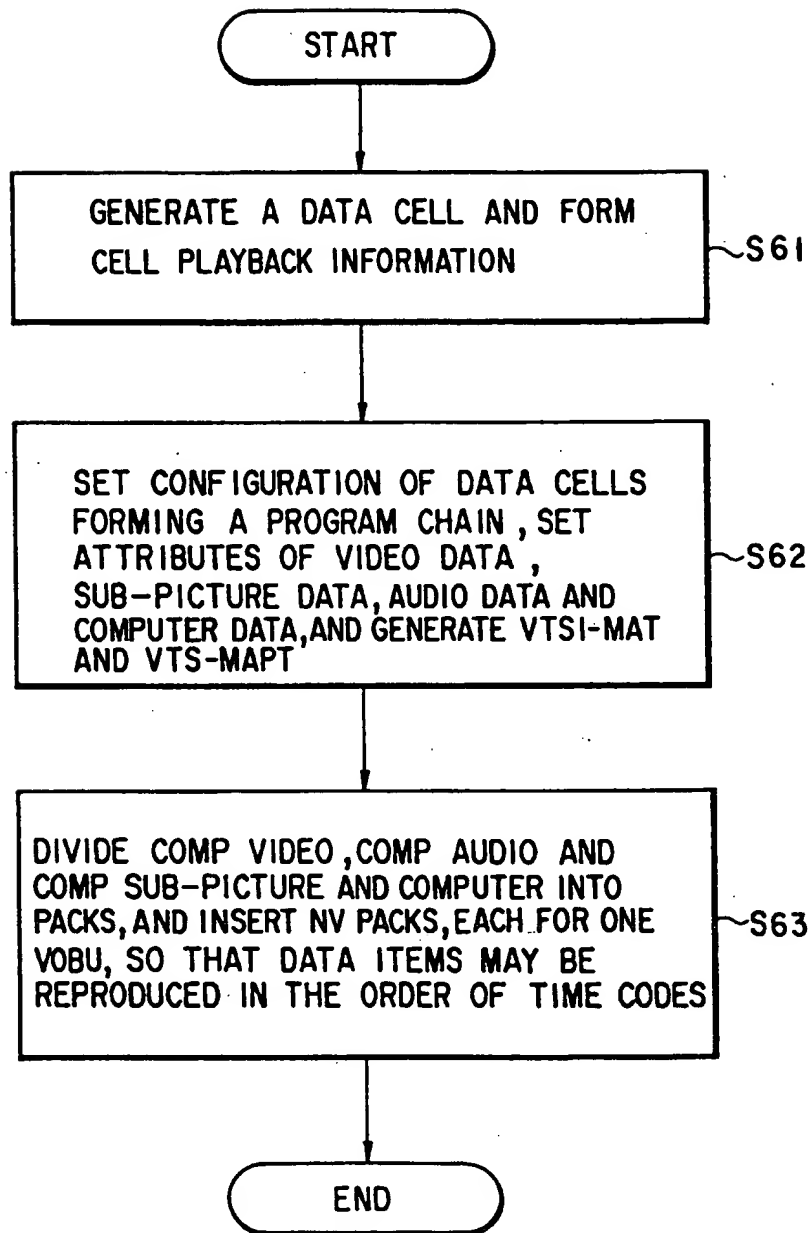 START
GENERATE A DATA CELL AND FORM
CELL PLAYBACK INFORMATION
S61
SET CONFIGURATION OF DATA CELLS
FORMING A PROGRAM CHAIN, SET
ATTRIBUTES OF VIDEO DATA,
SUB-PICTURE DATA, AUDIO DATA AND
COMPUTER DATA, AND GENERATE VTSI-MAT
AND VTS-MAPT
S62
DIVIDE COMP VIDEO, COMP AUDIO AND
COMP SUB-PICTURE AND COMPUTER INTO
PACKS, AND INSERT NV PACKS, EACH FOR ONE
VOBU, SO THAT DATA ITEMS MAY BE
REPRODUCED IN THE ORDER OF TIME CODES
S63
END